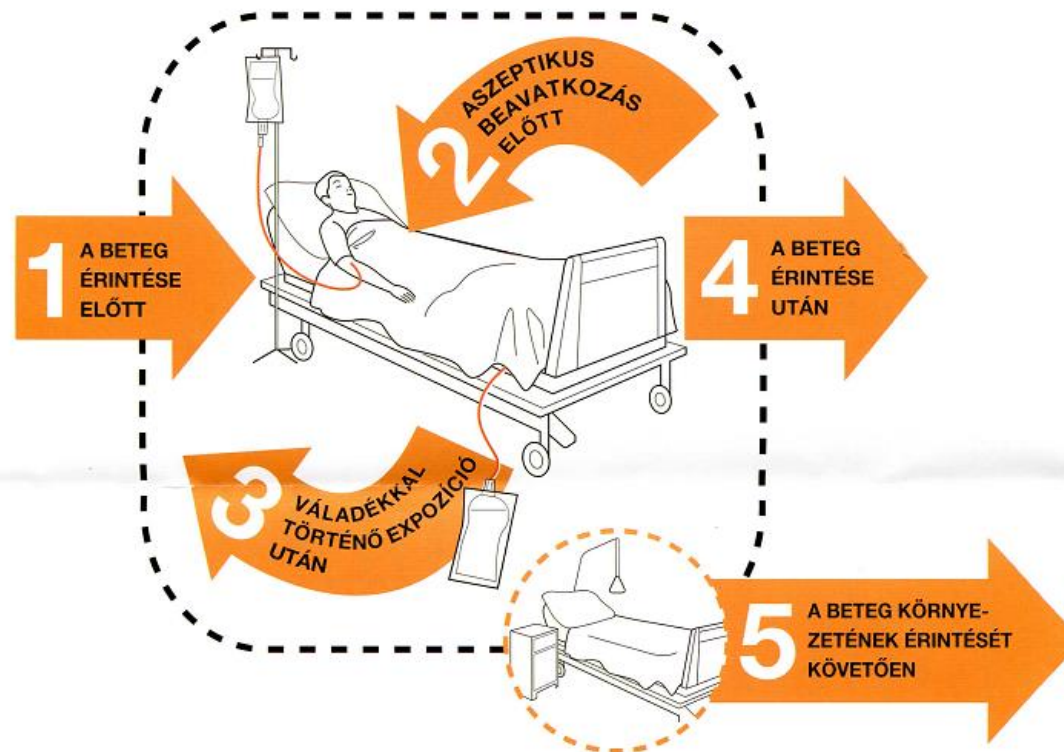 1
A BETEG
ÉRINTÉSE
ELŐTT
2
ASZEPTIKUS
BEAVATKOZÁS
ELŐTT
3
VÁLADÉKKAL
TÖRTÉNŐ EXPOZÍCIÓ
UTÁN
4
A BETEG
ÉRINTÉSE
UTÁN
5
A BETEG KÖRNYE-
ZETÉNEK ÉRINTÉSÉT
KÖVETŐEN